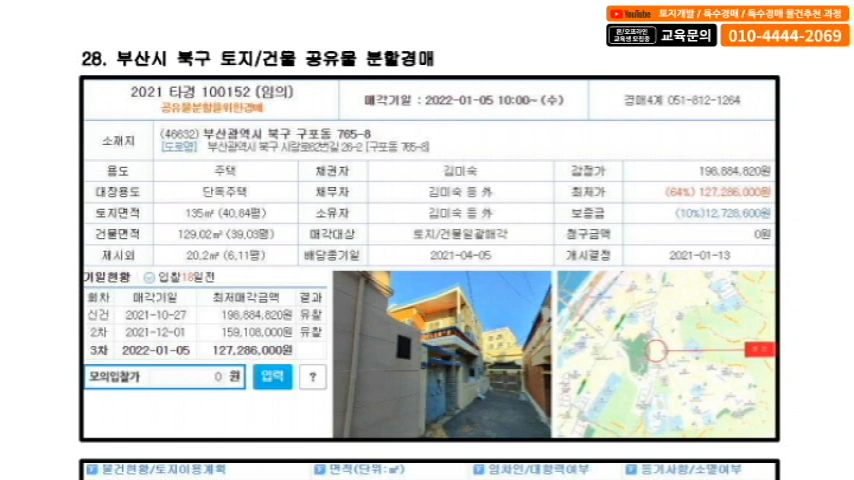 YouTube 토지개발 / 특수경매 / 특수경매 물건추천 과정
온/오프라인 교육생 모집중 교육문의 010-4444-2069
28. 부산시 북구 토지/건물 공유물 분할경매
2021 타경 100152 (임의)
공유물분할을위한경매
매각기일 : 2022-01-05 10:00~ (수)
경매4계 051-812-1264
소재지 (46632) 부산광역시 북구 구포동 765-8
[도로명] 부산광역시 북구 시랑로62번길 26-2 [구포동 765-8]
용도 주택 채권자 김미숙 감정가 198,884,820원
대장용도 단독주택 채무자 김미숙 등 外 최저가 (64%) 127,286,000원
토지면적 135㎡ (40,84평) 소유자 김미숙 등 外 보증금 (10%)12,728,600원
건물면적 129,02㎡ (39,03평) 매각대상 토지/건물일괄매각 청구금액 0원
제시외 20,2㎡ (6,11평) 배당종기일 2021-04-05 개시결정 2021-01-13
기일현황 입찰18일전
회차 매각기일 최저매각금액 결과
신건 2021-10-27 198,884,820원 유찰
2차 2021-12-01 159,108,000원 유찰
3차 2022-01-05 127,286,000원
모의입찰가 0 원 입력 ?
물건현황/토지이용계획 면적(단위:㎡) 임차인/대항력여부 등기사항/소멸여부